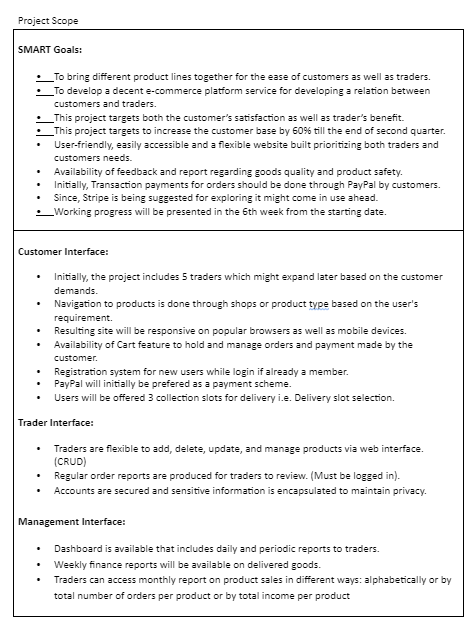 Project Scope
SMART Goals:
• To bring different product lines together for the ease of customers as well as traders.
• To develop a decent e-commerce platform service for developing a relation between
customers and traders.
• This project targets both the customer's satisfaction as well as trader's benefit.
• This project targets to increase the customer base by 60% till the end of second quarter.
• User-friendly, easily accessible and a flexible website built prioritizing both traders and
customers needs.
• Availability of feedback and report regarding goods quality and product safety.
• Initially, Transaction payments for orders should be done through PayPal by customers.
• Since, Stripe is being suggested for exploring it might come in use ahead.
• Working progress will be presented in the 6th week from the starting date.
Customer Interface:
• Initially, the project includes 5 traders which might expand later based on the customer
demands.
• Navigation to products is done through shops or product type based on the user's
requirement.
• Resulting site will be responsive on popular browsers as well as mobile devices.
• Availability of Cart feature to hold and manage orders and payment made by the
customer.
• Registration system for new users while login if already a member.
• PayPal will initially be prefered as a payment scheme.
• Users will be offered 3 collection slots for delivery i.e. Delivery slot selection.
Trader Interface:
• Traders are flexible to add, delete, update, and manage products via web interface.
(CRUD)
• Regular order reports are produced for traders to review. (Must be logged in).
• Accounts are secured and sensitive information is encapsulated to maintain privacy.
Management Interface:
• Dashboard is available that includes daily and periodic reports to traders.
• Weekly finance reports will be available on delivered goods.
• Traders can access monthly report on product sales in different ways: alphabetically or by
total number of orders per product or by total income per product